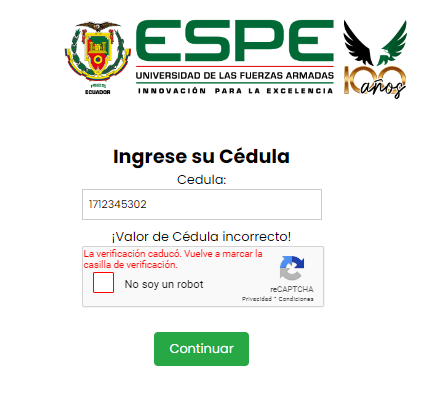 ESPE
UNIVERSIDAD DE LAS FUERZAS ARMADAS
INNOVACIÓN PARA LA EXCELENCIA
ECUADOR
100
años
Ingrese su Cédula
Cedula:
1712345302
¡Valor de Cédula incorrecto!
La verificación caducó. Vuelve a marcar la
casilla de verificación.
No soy un robot
reCAPTCHA
Privacidad - Condiciones
Continuar